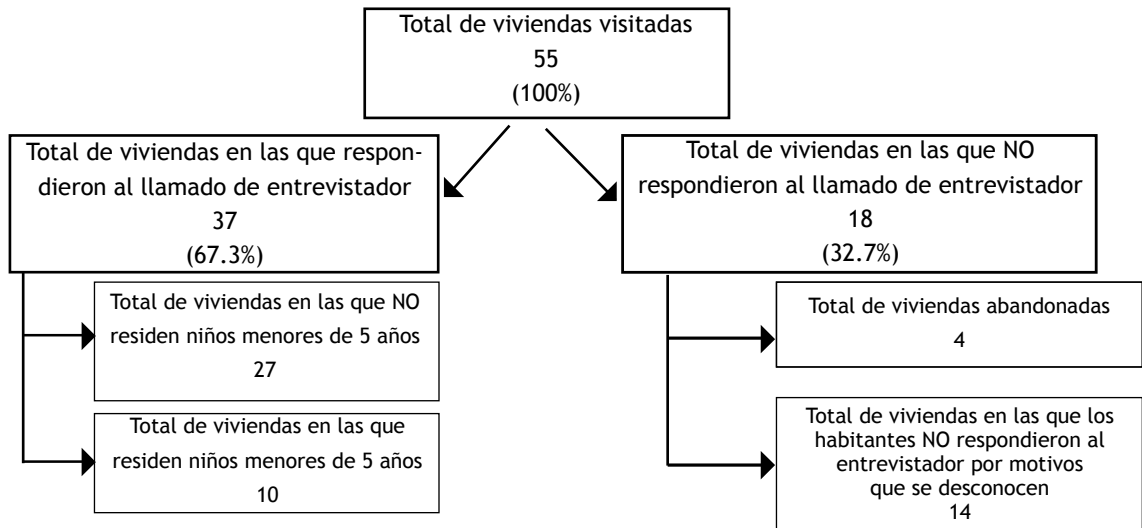 Total de viviendas visitadas
55
(100%)
Total de viviendas en las que respon-
dieron al llamado de entrevistador
37
(67.3%)
Total de viviendas en las que NO
respondieron al llamado de entrevistador
18
(32.7%)
Total de viviendas en las que NO
residen niños menores de 5 años
27
Total de viviendas abandonadas
4
Total de viviendas en las que
residen niños menores de 5 años
10
Total de viviendas en las que los
habitantes NO respondieron al
entrevistador por motivos
que se desconocen
14